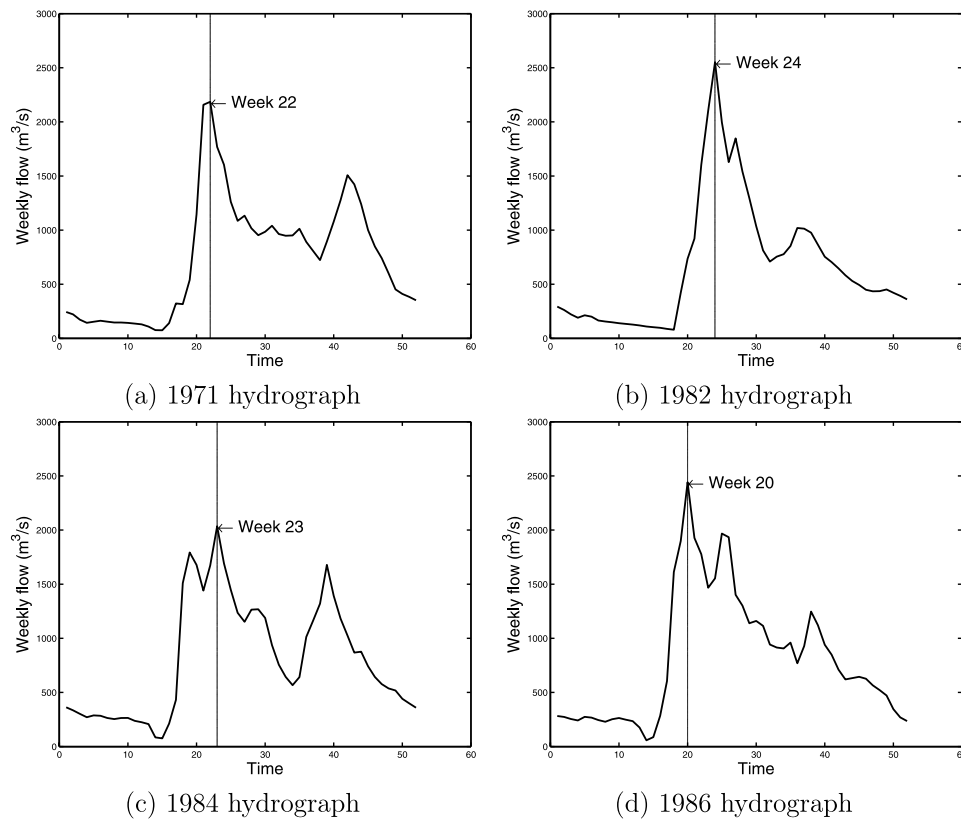 3000
2500
2000
1500
1000
500
0
Weekly flow (m³/s)
Week 22
0 10 20 30 40 50 60
Time
(a) 1971 hydrograph
3000
2500
2000
1500
1000
500
0
Weekly flow (m³/s)
Week 24
0 10 20 30 40 50 60
Time
(b) 1982 hydrograph
3000
2500
2000
1500
1000
500
0
Weekly flow (m³/s)
Week 23
0 10 20 30 40 50 60
Time
(c) 1984 hydrograph
3000
2500
2000
1500
1000
500
0
Weekly flow (m³/s)
Week 20
0 10 20 30 40 50 60
Time
(d) 1986 hydrograph